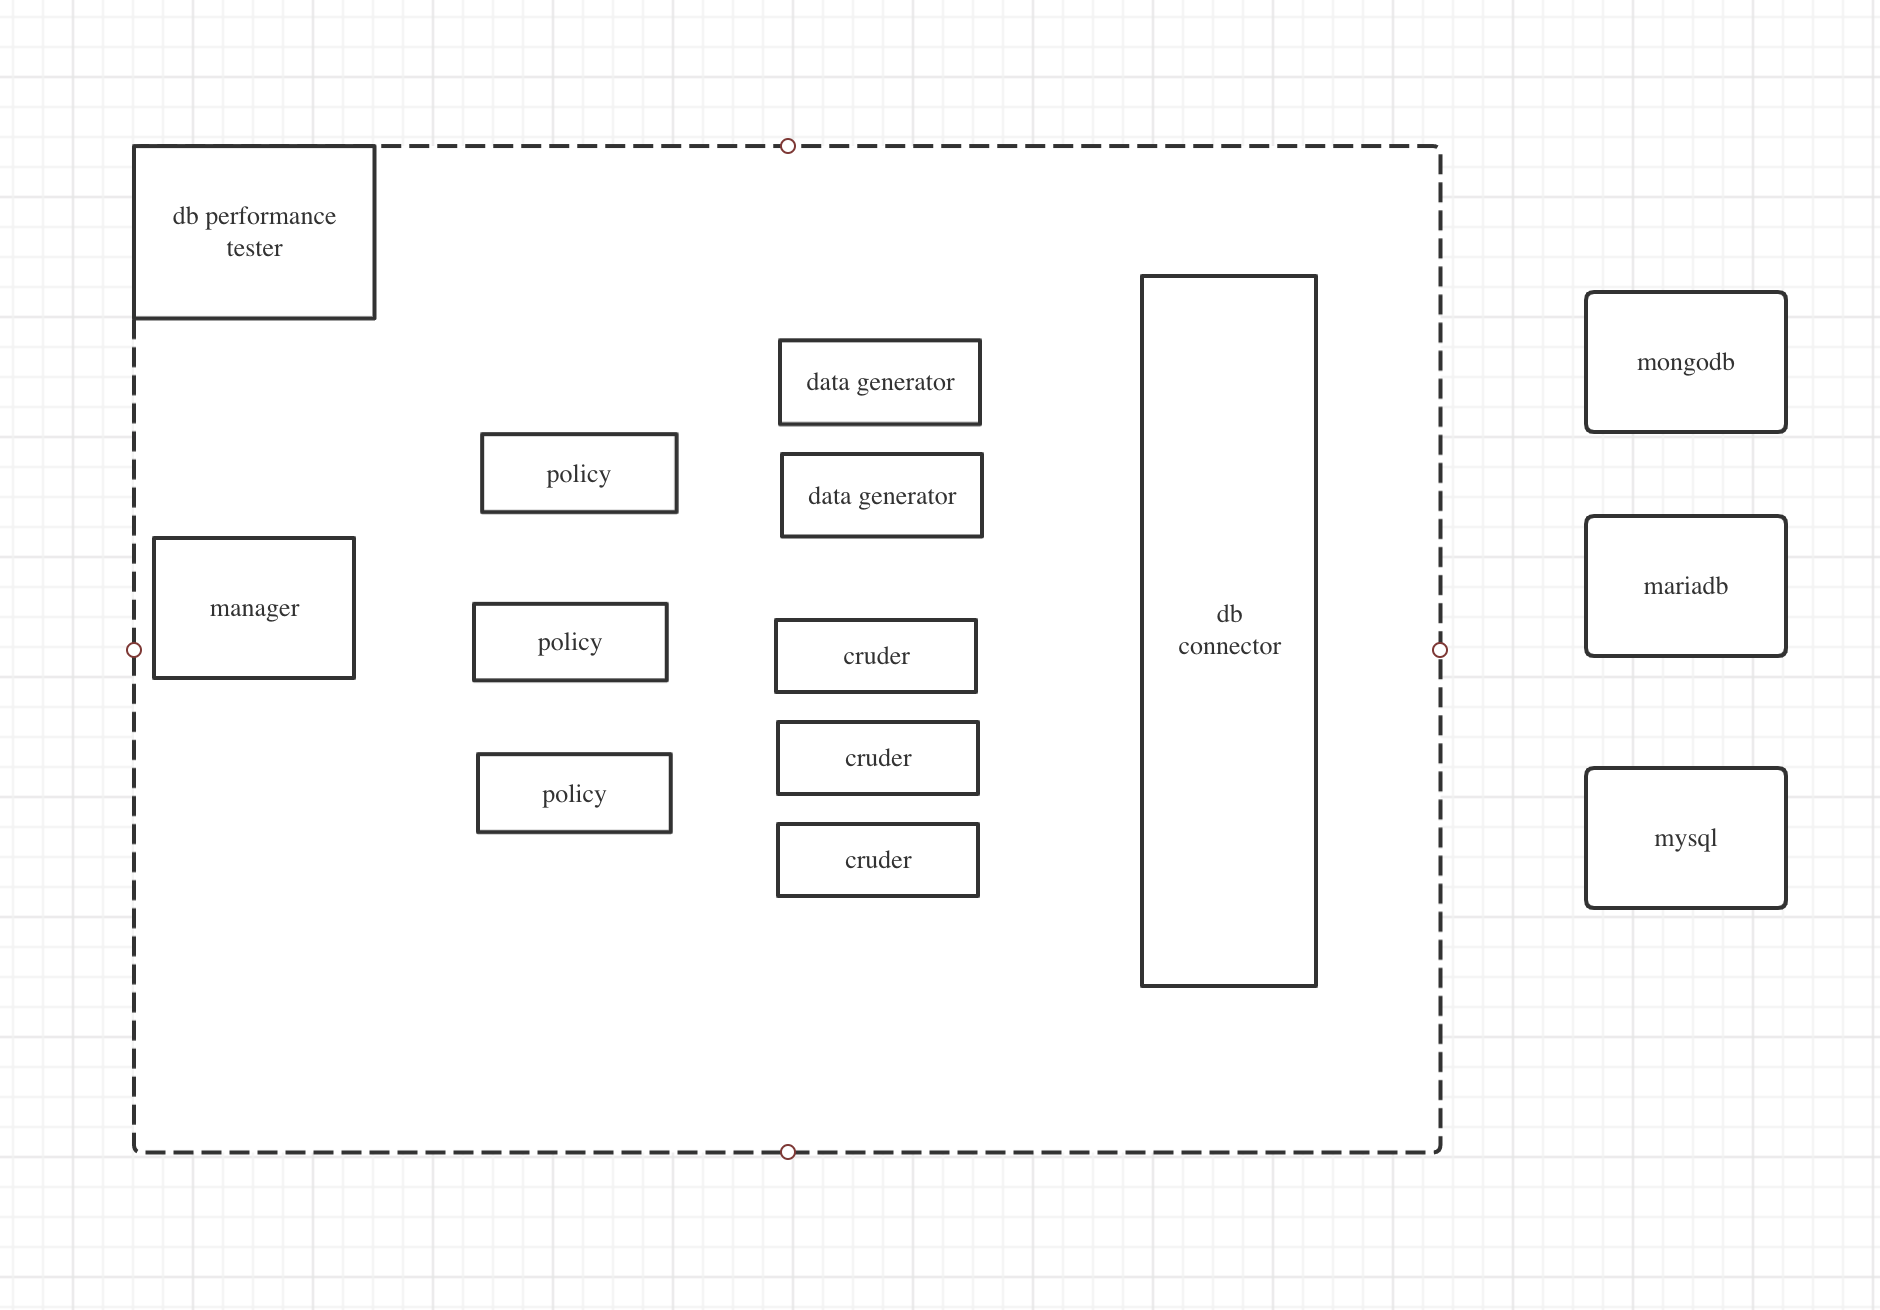 db performance
tester
manager
policy
policy
policy
data generator
data generator
cruder
cruder
cruder
db
connector
mongodb
mariadb
mysql